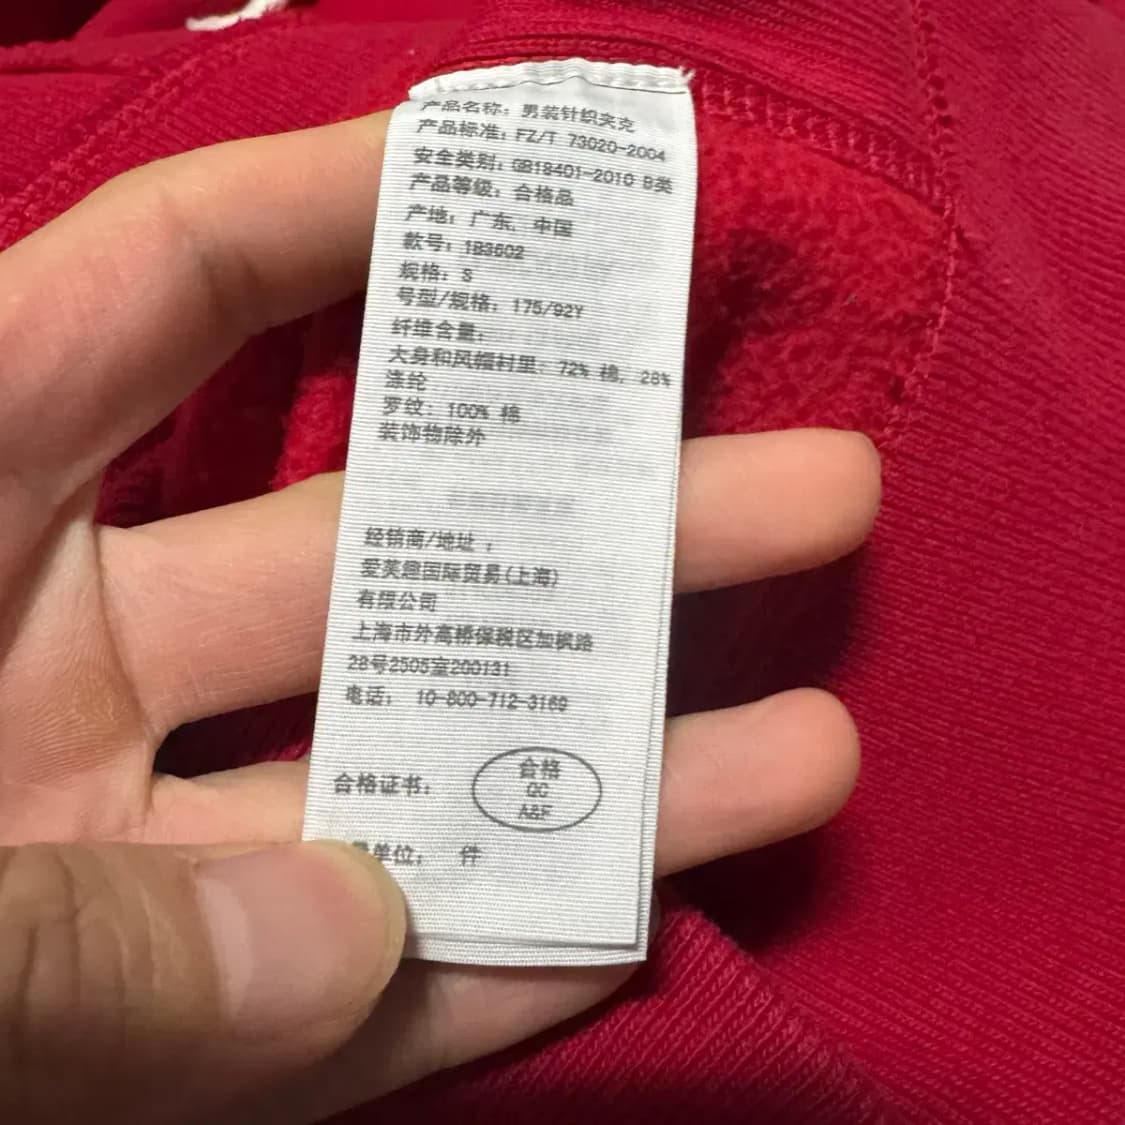 产品名称：男装针织夹克
产品标准：FZ/T 73020-2004
安全类别：GB18401-2010 B类
产品等级：合格品
产地：广东，中国
款号：183602
规格：S
号型/规格：175/92Y
纤维含量：
大身和风帽村里：72% 棉，28%
涤纶
罗纹：100% 棉
装饰物除外
经销商/地址：
爱芙趣国际贸易(上海)
有限公司
上海市外高桥保税区加枫路
28号2505室200131
电话： 10-800-712-3169
合格证书：
合格
QC
A&F
单位： 件